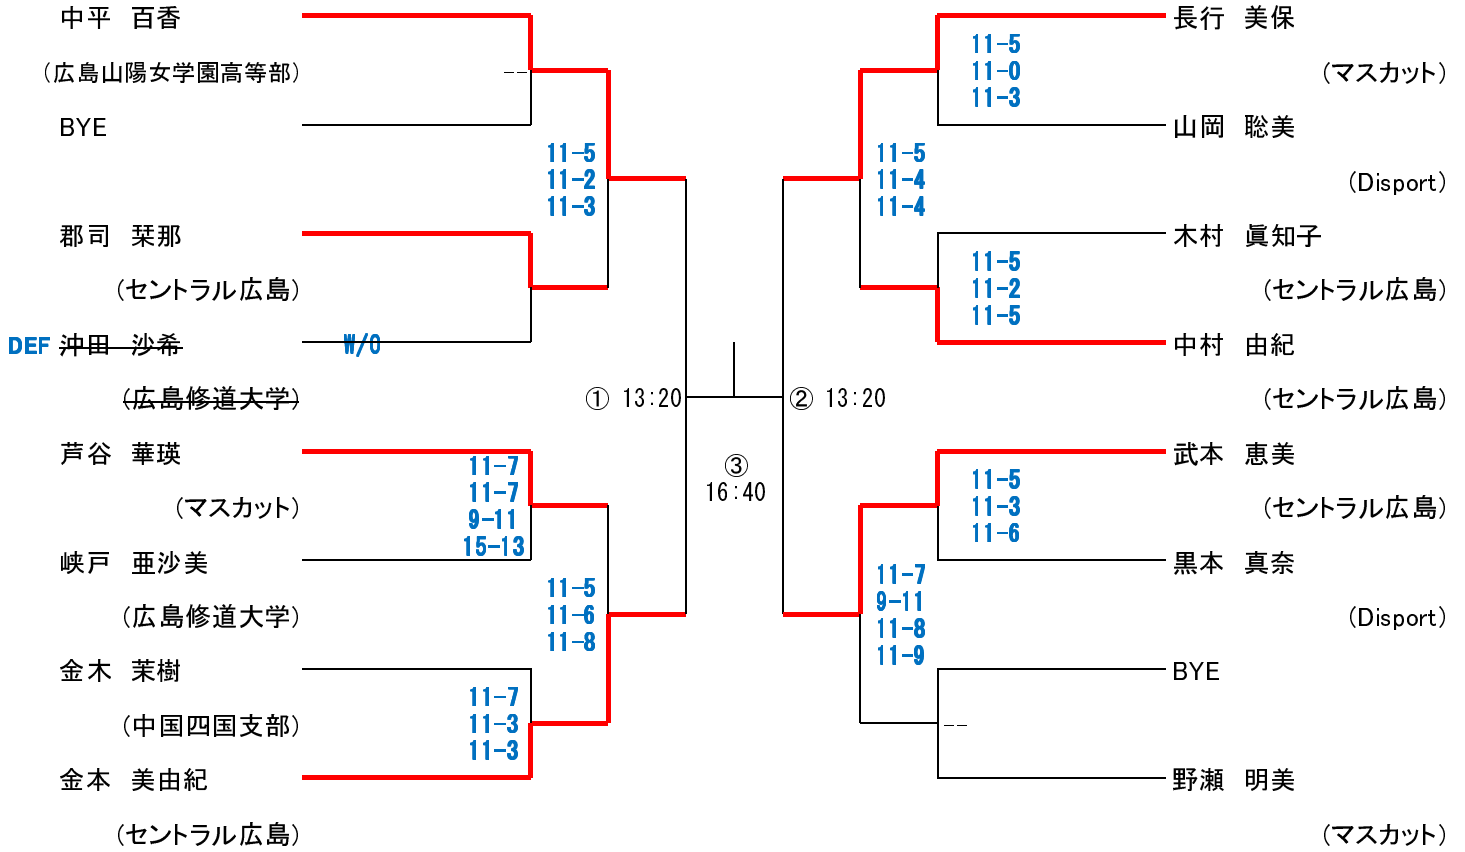 中平 百香
(広島山陽女学園高等部)
--
BYE
11-5
11-2
11-3
郡司 栞那
(セントラル広島)
DEF 沖田 沙希 W/O
(広島修道大学)
① 13:20
芦谷 華瑛
(マスカット)
11-7
11-7
9-11
15-13
峡戸 亜沙美
(広島修道大学)
11-5
11-6
11-8
金木 茉樹
(中国四国支部)
11-7
11-3
11-3
金本 美由紀
(セントラル広島)
③
16:40
長行 美保
(マスカット)
11-5
11-0
11-3
山岡 聡美
(Disport)
11-5
11-4
11-4
木村 眞知子
(セントラル広島)
11-5
11-2
11-5
中村 由紀
(セントラル広島)
② 13:20
武本 恵美
(セントラル広島)
11-5
11-3
11-6
黒本 真奈
(Disport)
11-7
9-11
11-8
11-9
BYE
--
野瀬 明美
(マスカット)